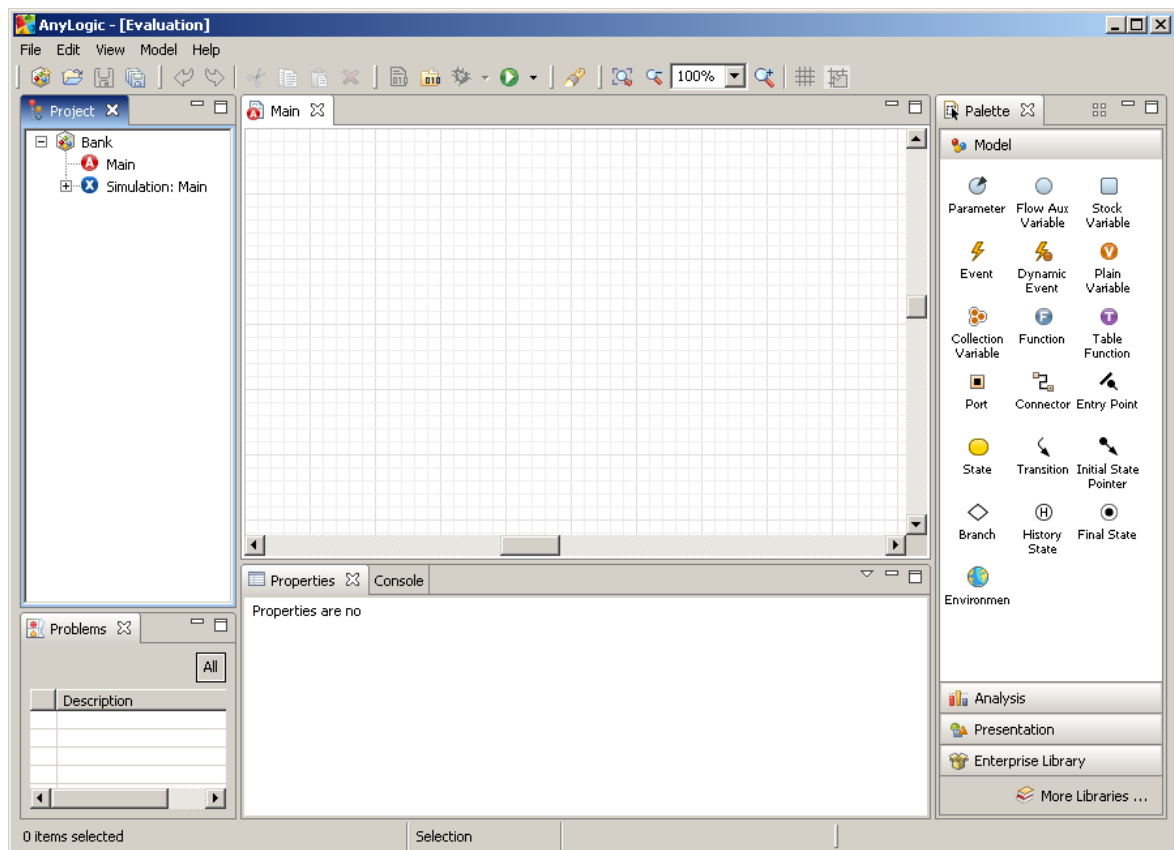 AnyLogic - [Evaluation]
File Edit View Model Help
100%
Project
Bank
Main
Simulation: Main
Main
Palette
Model
Parameter
Flow Aux Variable
Stock Variable
Event
Dynamic Event
Plain Variable
Collection Variable
Function
Table Function
Port
Connector
Entry Point
State
Transition
Initial State Pointer
Branch
History State
Final State
Environmen
Analysis
Presentation
Enterprise Library
More Libraries ...
Properties
Console
Properties are no
Problems
All
Description
0 items selected
Selection